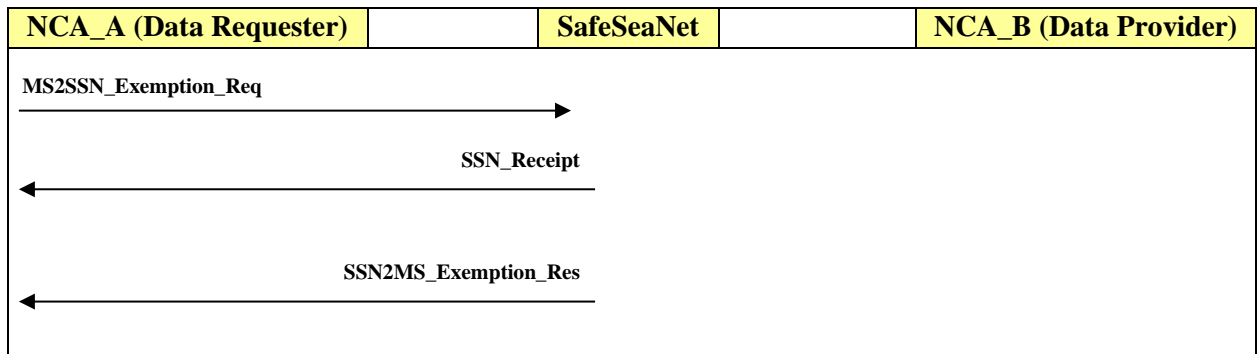 NCA_A (Data Requester) SafeSeaNet NCA_B (Data Provider)
MS2SSN_Exemption_Req
SSN_Receipt
SSN2MS_Exemption_Res